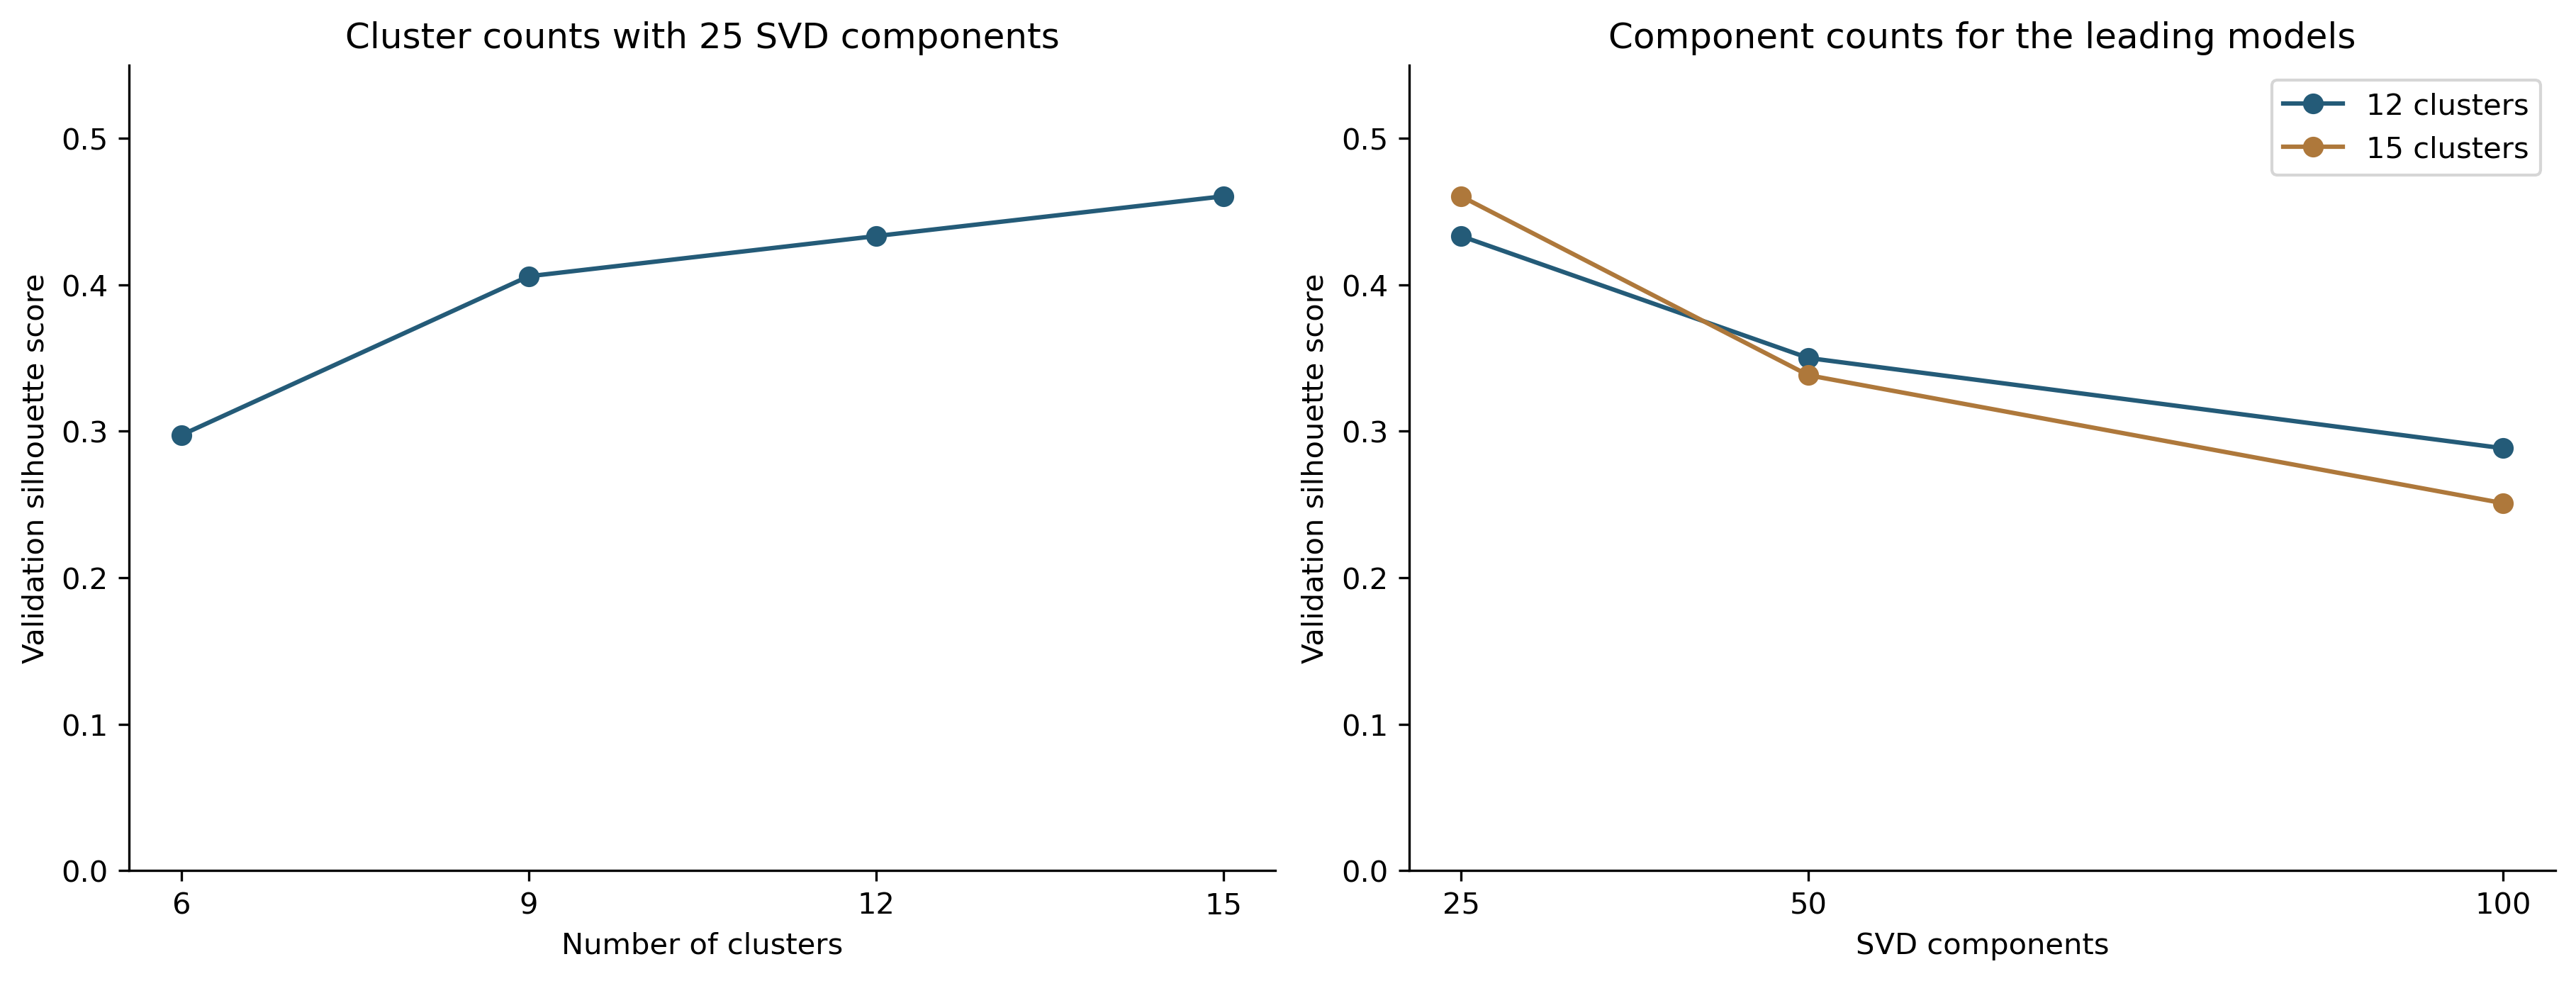 Cluster counts with 25 SVD components
Validation silhouette score
0.5
0.4
0.3
0.2
0.1
0.0
6 9 12 15
Number of clusters
Component counts for the leading models
12 clusters
15 clusters
Validation silhouette score
0.5
0.4
0.3
0.2
0.1
0.0
25 50 100
SVD components